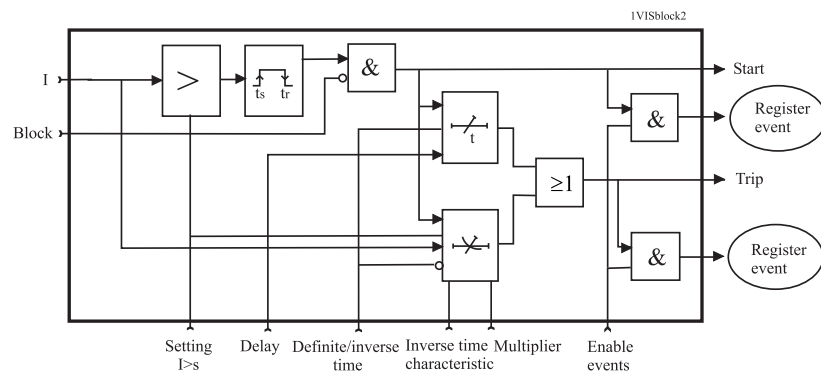 1VISblock2
I
>
ts tr
&
Start
Block
t
&
Register
event
≥1
Trip
&
Register
event
Setting
I>s
Delay
Definite/inverse
time
Inverse time
characteristic
Multiplier
Enable
events